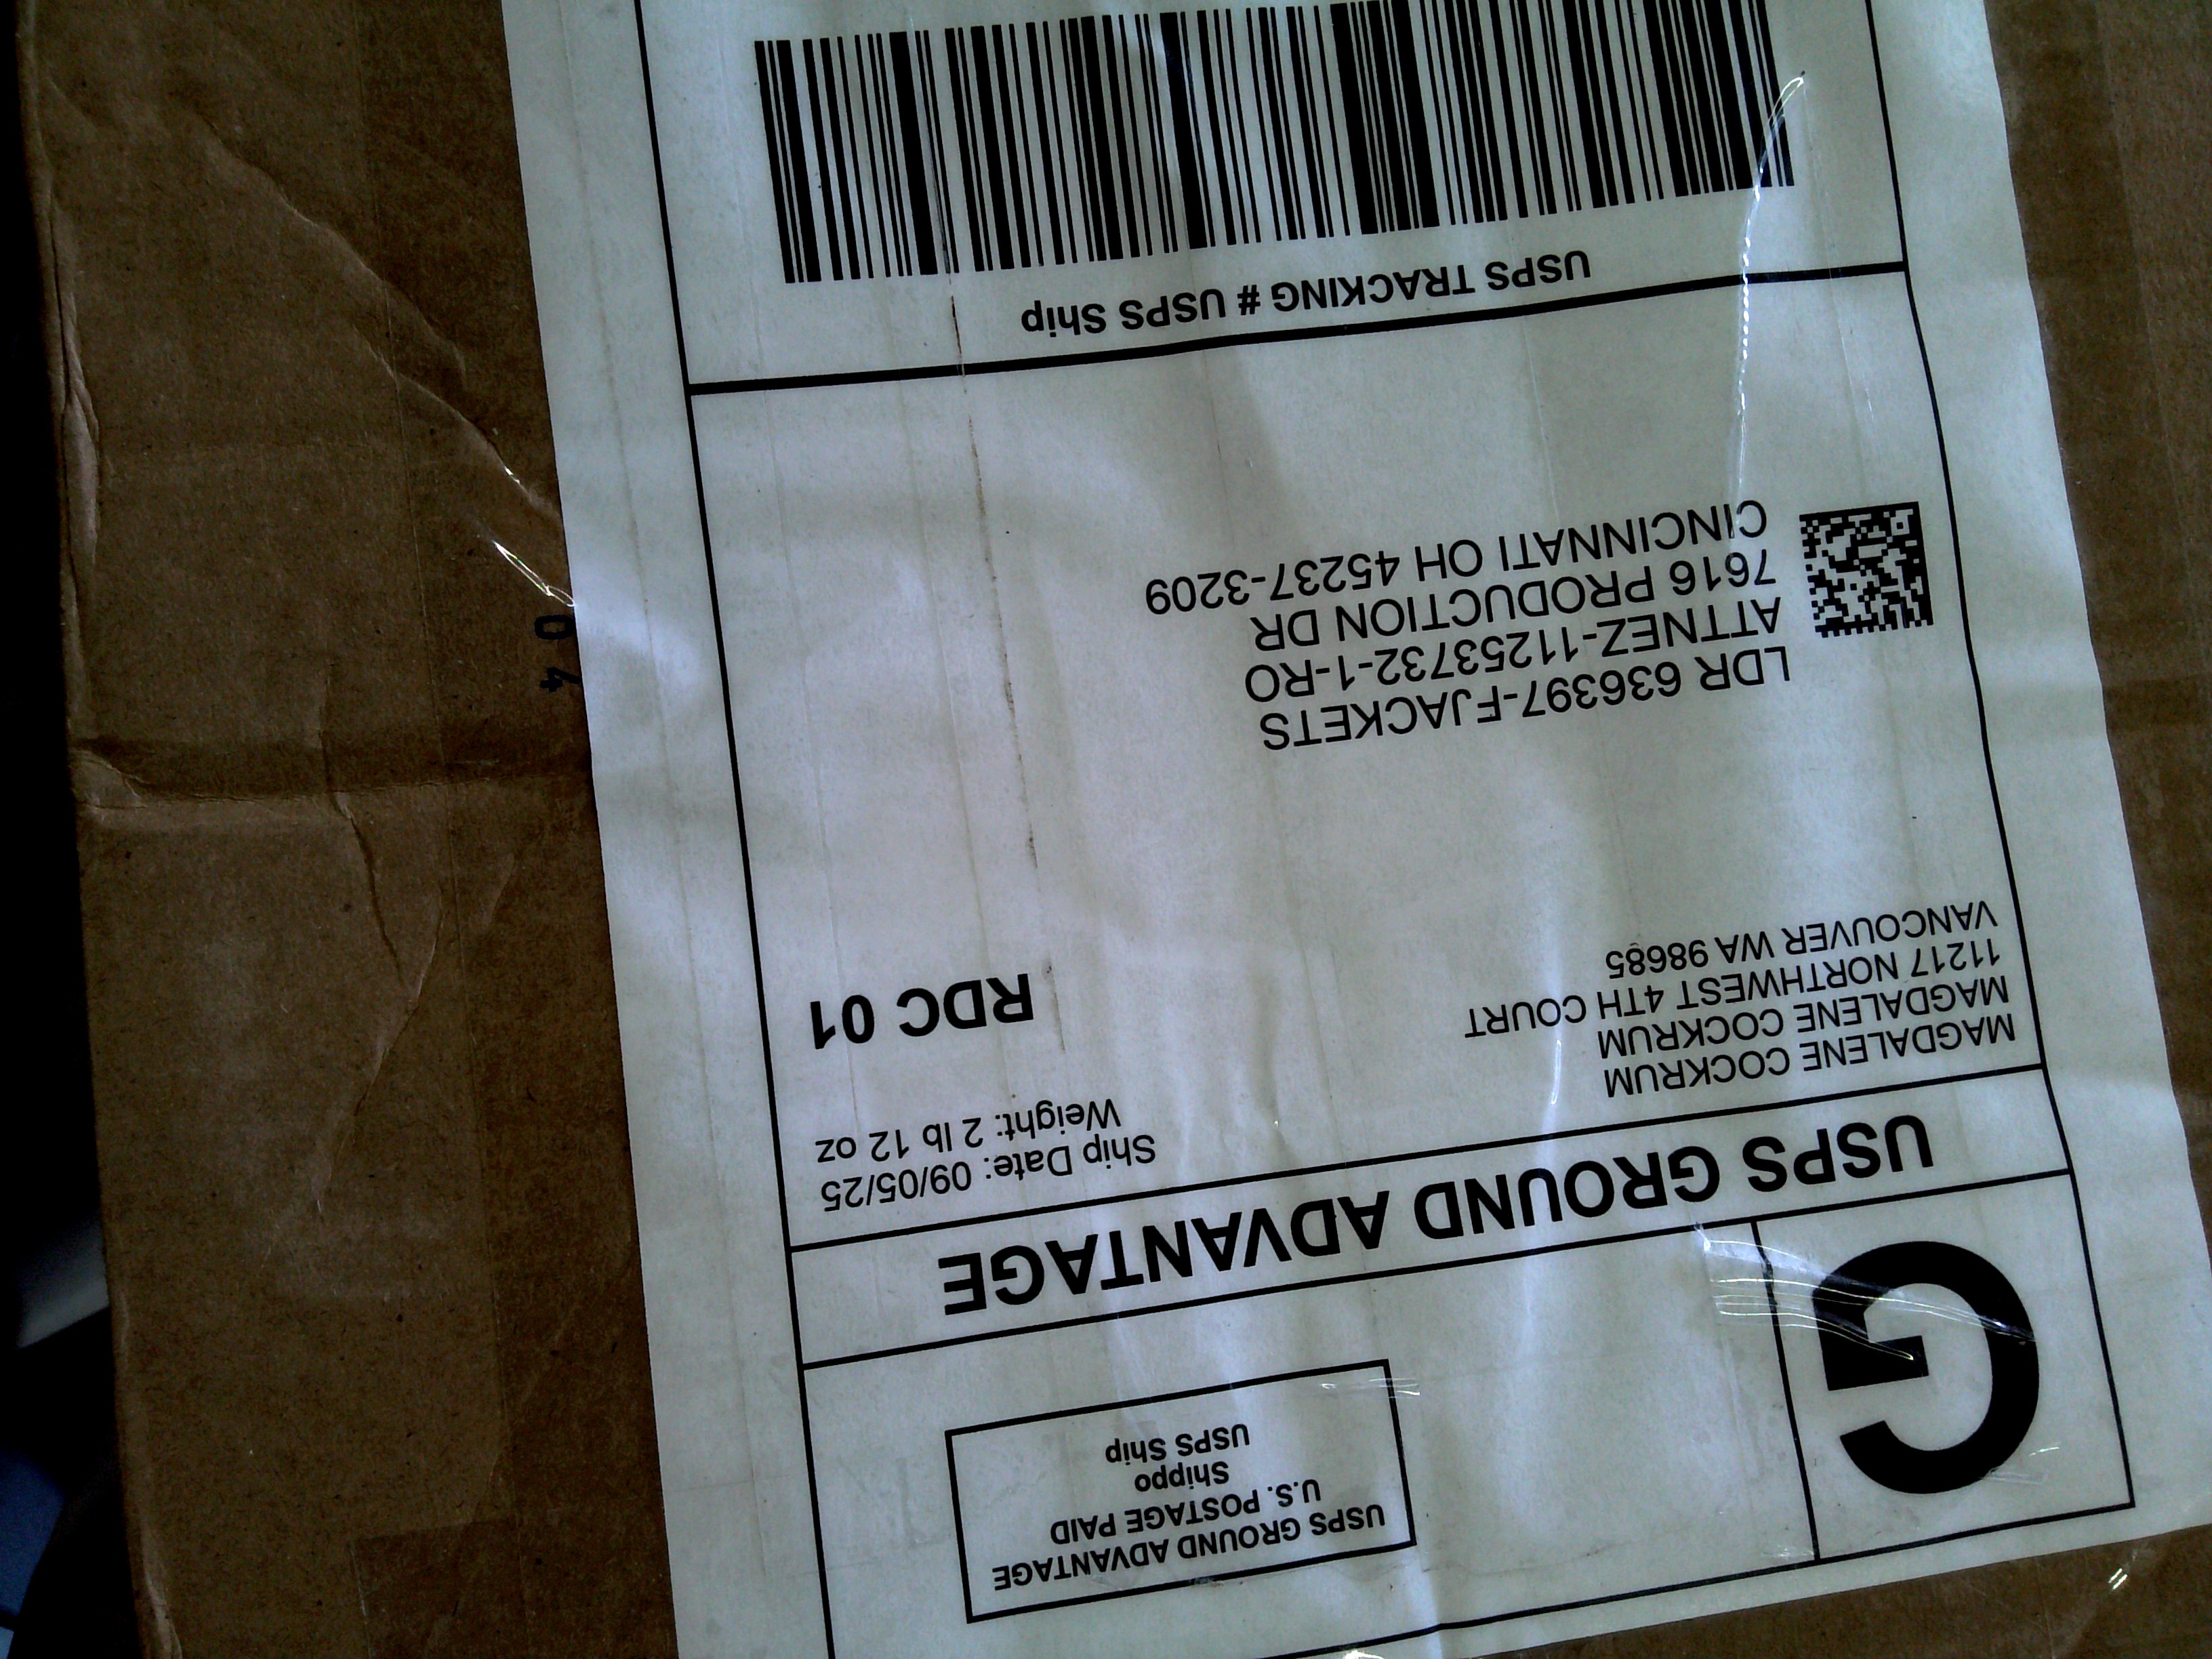 G
USPS GROUND ADVANTAGE
U.S. POSTAGE PAID
Shippo
USPS Ship
USPS GROUND ADVANTAGE
MAGDALENE COCKRUM
MAGDALENE COCKRUM
11217 NORTHWEST 4TH COURT
VANCOUVER WA 98685
Ship Date: 09/05/25
Weight: 2 lb 12 oz
RDC 01
LDR 636397-FJACKETS
ATTNEZ-11253732-1-RO
7616 PRODUCTION DR
CINCINNATI OH 45237-3209
USPS TRACKING # USPS Ship
0 4